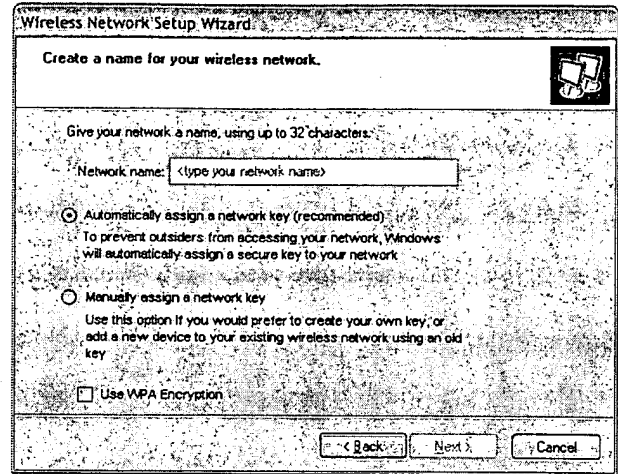 Wireless Network Setup Wizard
Create a name for your wireless network.
Give your network a name, using up to 32 characters.
Network name: <type your network name>
Automatically assign a network key (recommended)
To prevent outsiders from accessing your network, Windows
will automatically assign a secure key to your network
Manually assign a network key
Use this option if you would prefer to create your own key, or
add a new device to your existing wireless network using an old
key
Use WPA Encryption
< Back Next > Cancel